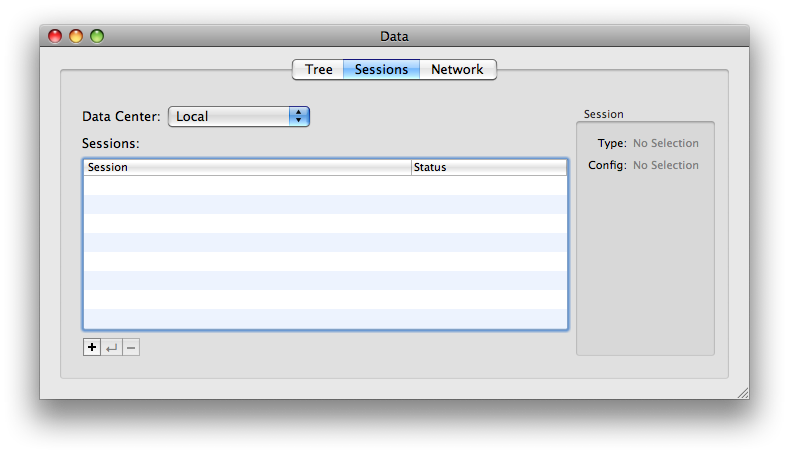 Data
Tree Sessions Network
Data Center: Local
Sessions:
Session Status
Session
Type: No Selection
Config: No Selection